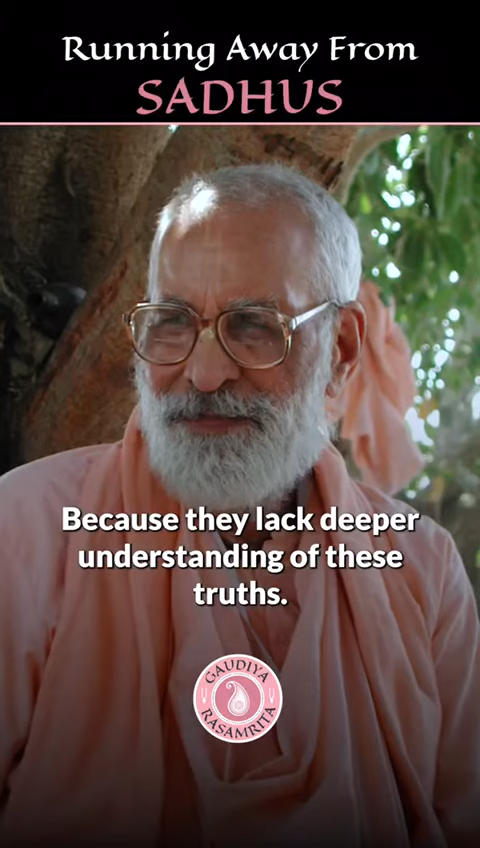 Running Away From
SADHUS
Because they lack deeper
understanding of these
truths.
GAUDIYA
RASAMRITA